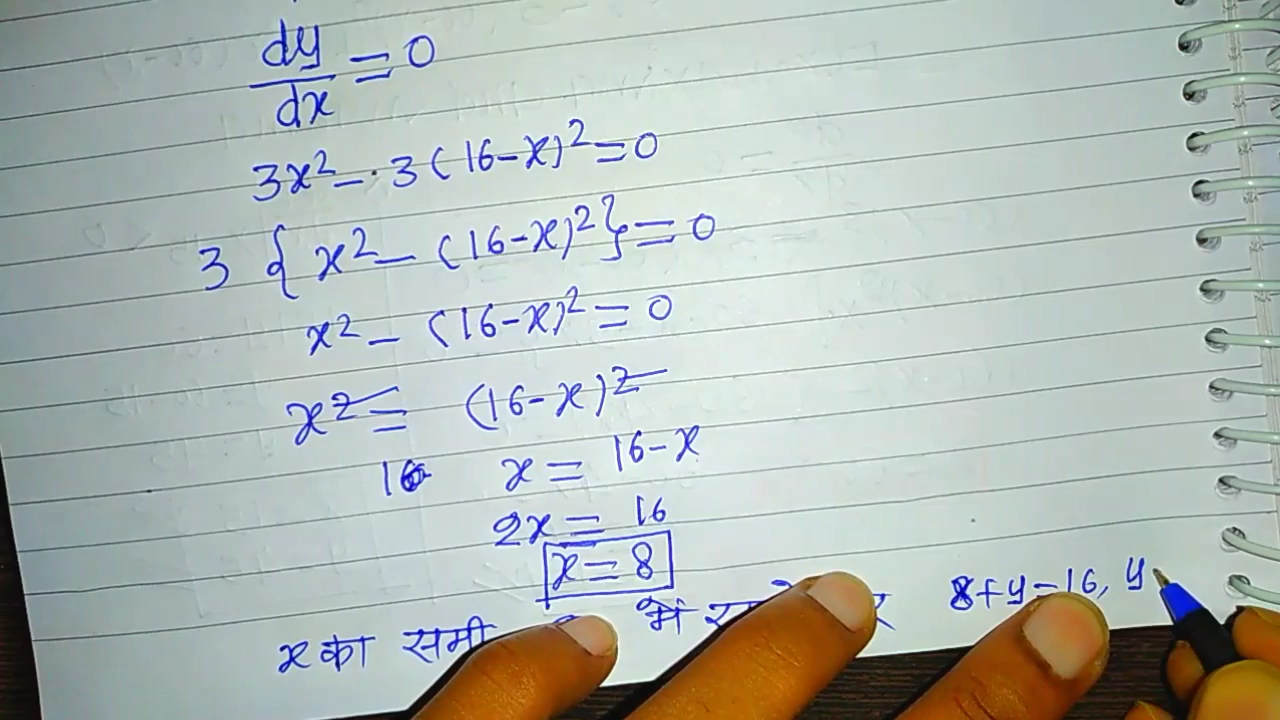 dy/dx = 0
3x² - 3(16-x)² = 0
3 {x² - (16-x)²} = 0
x² - (16-x)² = 0
x² = (16-x)²
16 x = 16-x
2x = 16
x = 8
x का समी में 8+y=16, y